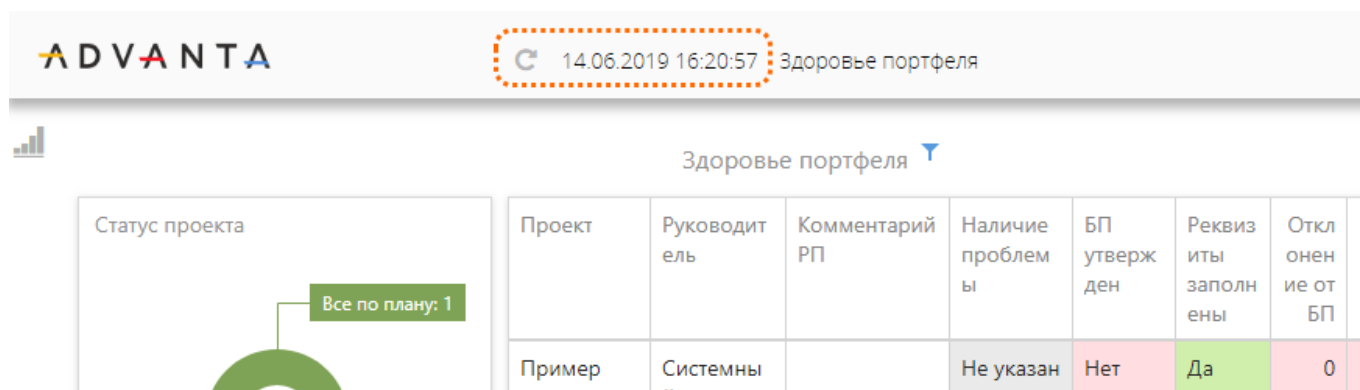 ADVANTA
14.06.2019 16:20:57 Здоровье портфеля
Здоровье портфеля
Статус проекта
Все по плану: 1
Проект
Руководит
ель
Комментарий
РП
Наличие
проблем
ы
БП
утверж
ден
Реквиз
иты
заполн
ены
Откл
онен
ие от
БП
Пример
Системны
Не указан
Нет
Да
0